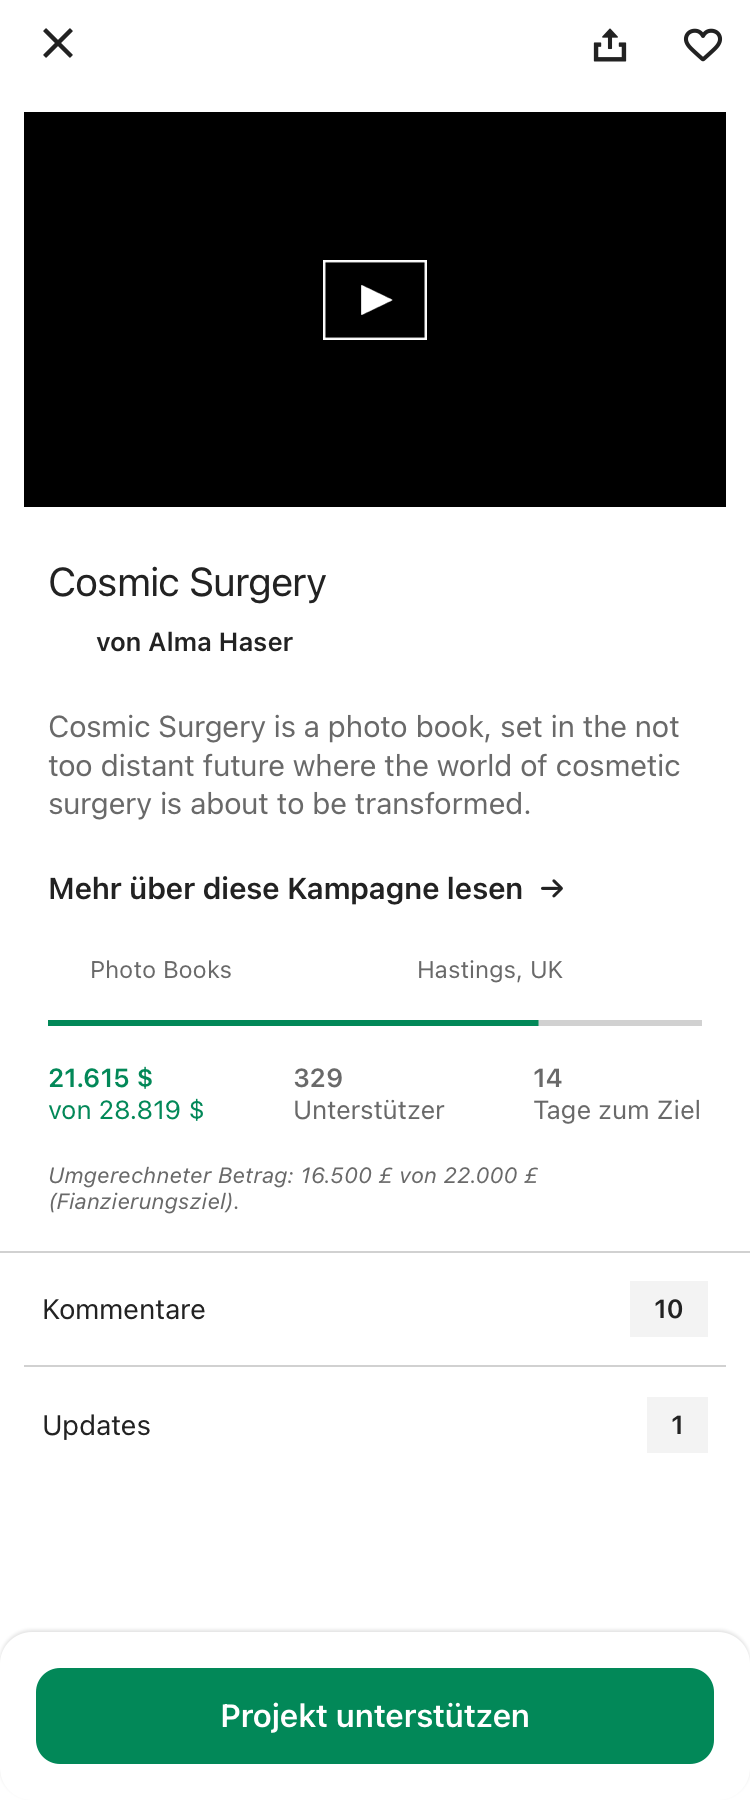 Cosmic Surgery
von Alma Haser
Cosmic Surgery is a photo book, set in the not
too distant future where the world of cosmetic
surgery is about to be transformed.
Mehr über diese Kampagne lesen →
Photo Books
Hastings, UK
21.615 $
von 28.819 $
329
Unterstützer
14
Tage zum Ziel
Umgerechneter Betrag: 16.500 £ von 22.000 £
(Fianzierungsziel).
Kommentare
10
Updates
1
Projekt unterstützen